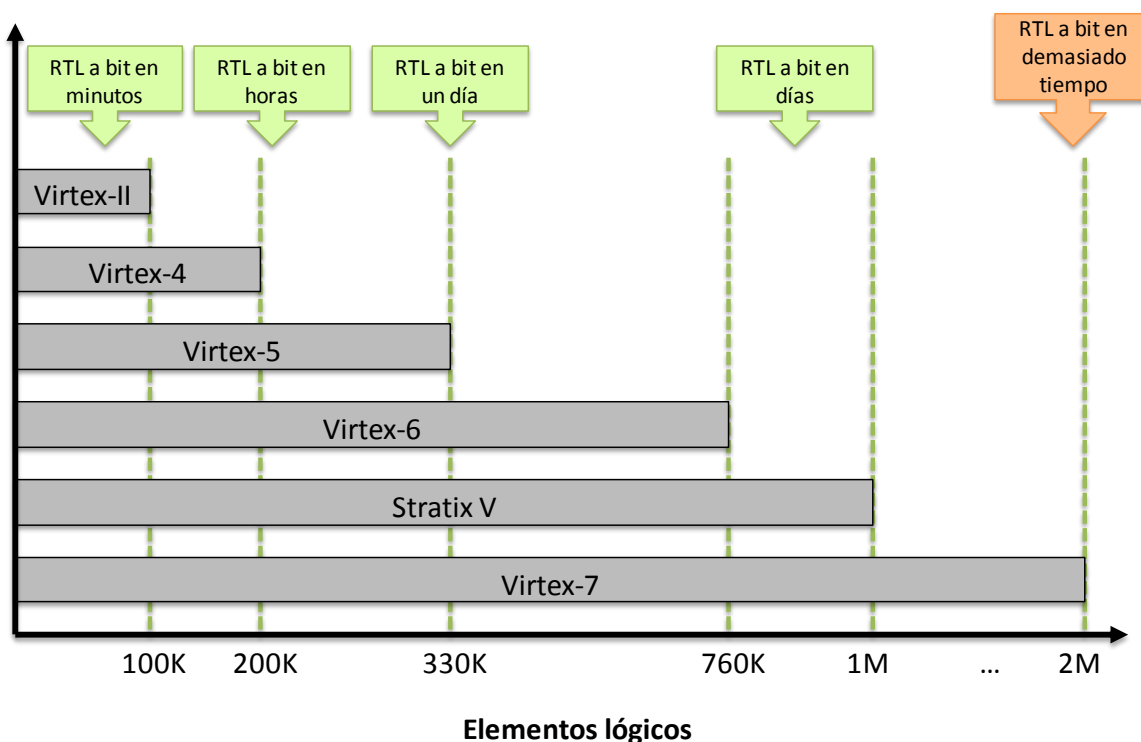 RTL a bit en
minutos
RTL a bit en
horas
RTL a bit en
un día
RTL a bit en
días
RTL a bit en
demasiado
tiempo
Virtex-II
Virtex-4
Virtex-5
Virtex-6
Stratix V
Virtex-7
100K 200K 330K 760K 1M ... 2M
Elementos lógicos